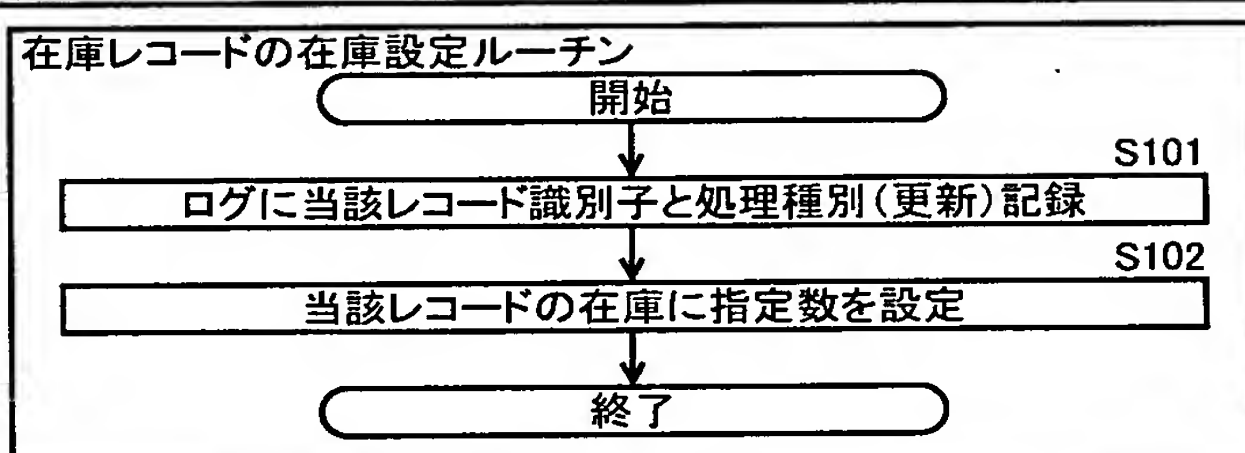 在庫レコードの在庫設定ルーチン
開始
S101
ログに当該レコード識別子と処理種別(更新)記録
S102
当該レコードの在庫に指定数を設定
終了